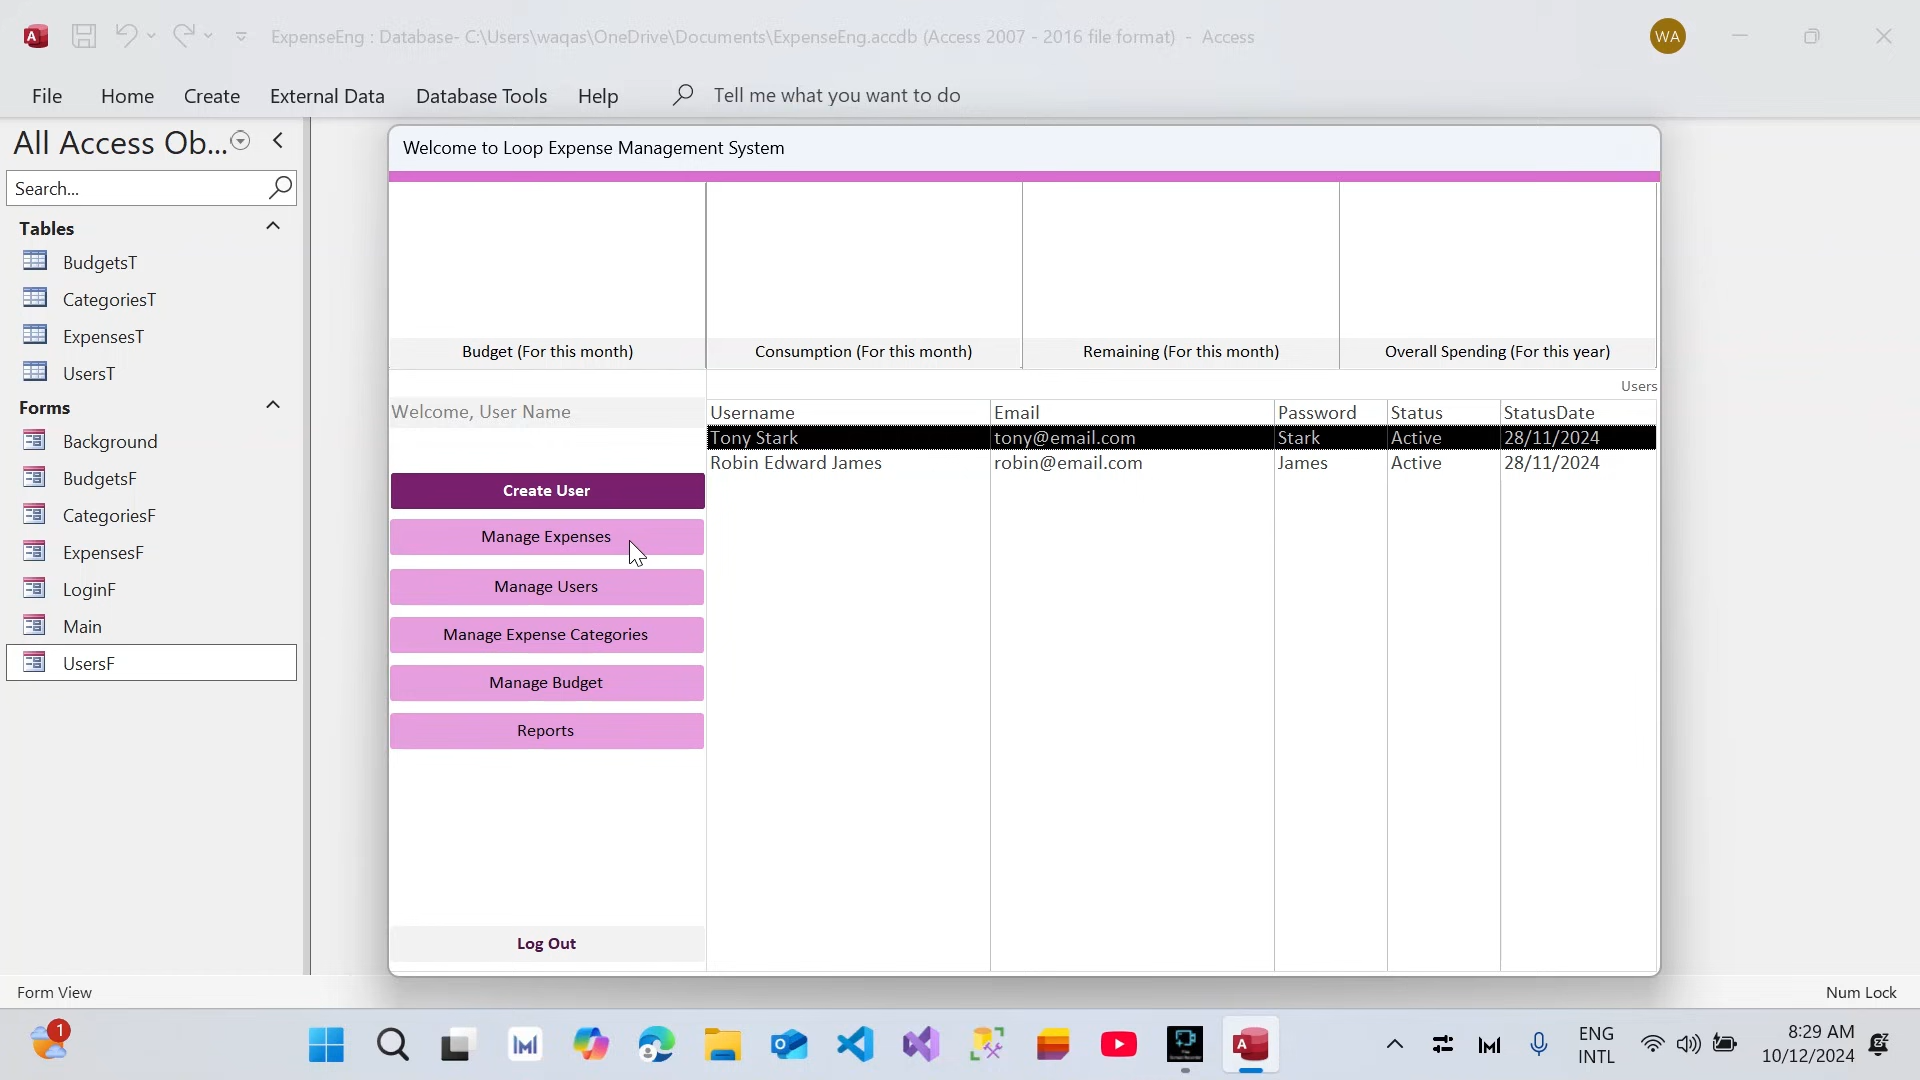 ExpenseEng : Database- C:\Users\waqas\OneDrive\Documents\ExpenseEng.accdb (Access 2007 - 2016 file format) - Access
WA
File Home Create External Data Database Tools Help Tell me what you want to do
All Access Ob...
Search...
Tables
BudgetsT
CategoriesT
ExpensesT
UsersT
Forms
Background
BudgetsF
CategoriesF
ExpensesF
LoginF
Main
UsersF
Welcome to Loop Expense Management System
Budget (For this month) Consumption (For this month) Remaining (For this month) Overall Spending (For this year)
Users
Welcome, User Name
Create User
Manage Expenses
Manage Users
Manage Expense Categories
Manage Budget
Reports
Log Out
Username Email Password Status StatusDate
Tony Stark tony@email.com Stark Active 28/11/2024
Robin Edward James robin@email.com James Active 28/11/2024
Form View Num Lock
1
ENG
INTL
8:29 AM
10/12/2024